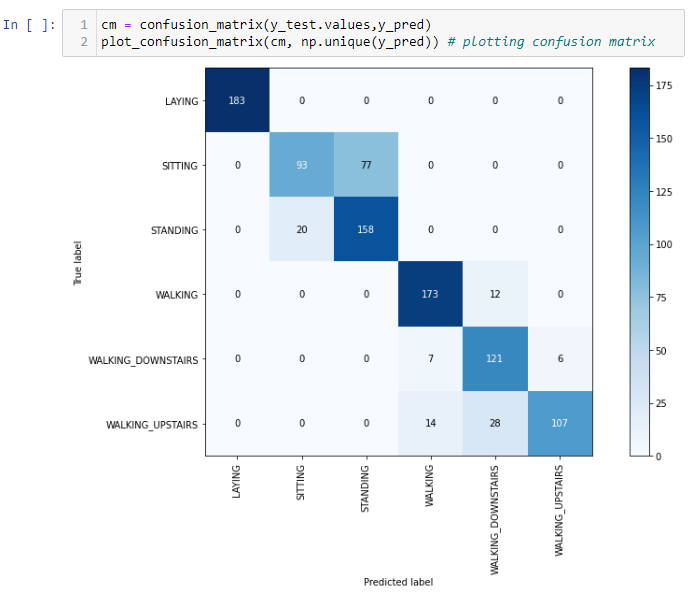 In [ ]:
1 cm = confusion_matrix(y_test.values,y_pred)
2 plot_confusion_matrix(cm, np.unique(y_pred)) # plotting confusion matrix
LAYING 183 0 0 0 0 0
SITTING 0 93 77 0 0 0
STANDING 0 20 158 0 0 0
WALKING 0 0 0 173 12 0
WALKING_DOWNSTAIRS 0 0 0 7 121 6
WALKING_UPSTAIRS 0 0 0 14 28 107
True label
LAYING
SITTING
STANDING
WALKING
WALKING_DOWNSTAIRS
WALKING_UPSTAIRS
Predicted label
175
150
125
100
75
50
25
0